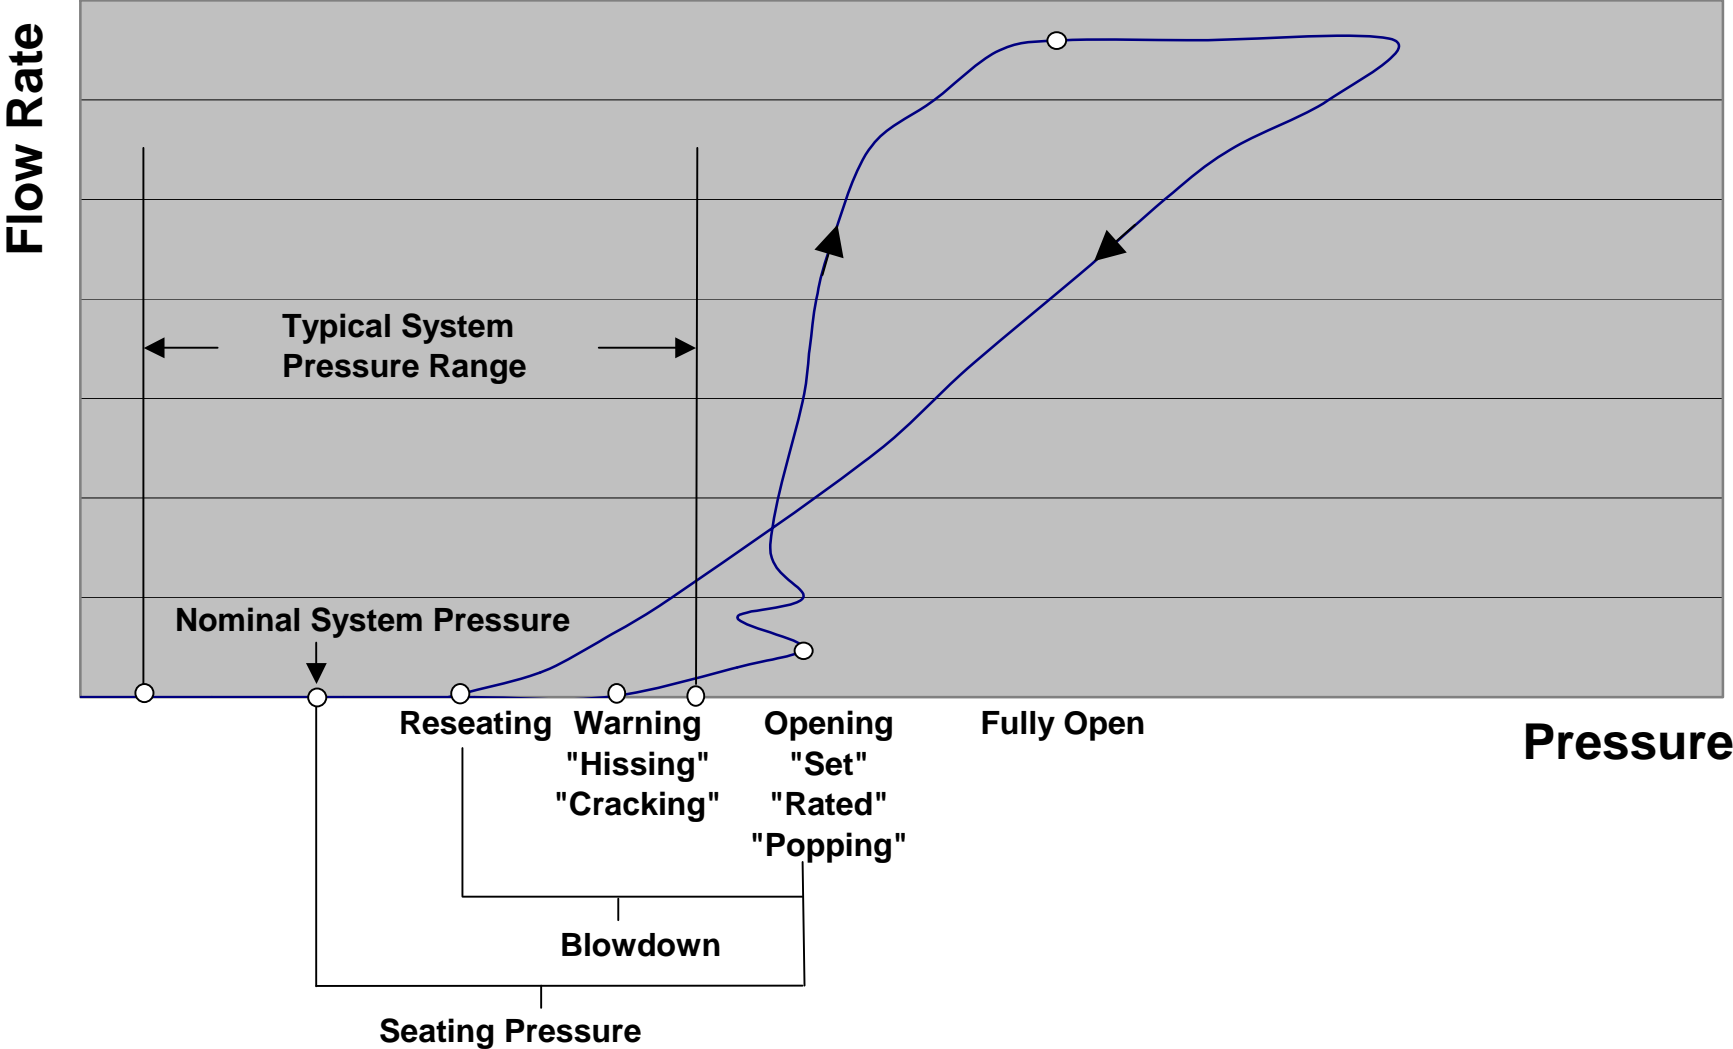 Flow Rate
Typical System
Pressure Range
Nominal System Pressure
Reseating
Warning
"Hissing"
"Cracking"
Opening
"Set"
"Rated"
"Popping"
Fully Open
Pressure
Blowdown
Seating Pressure